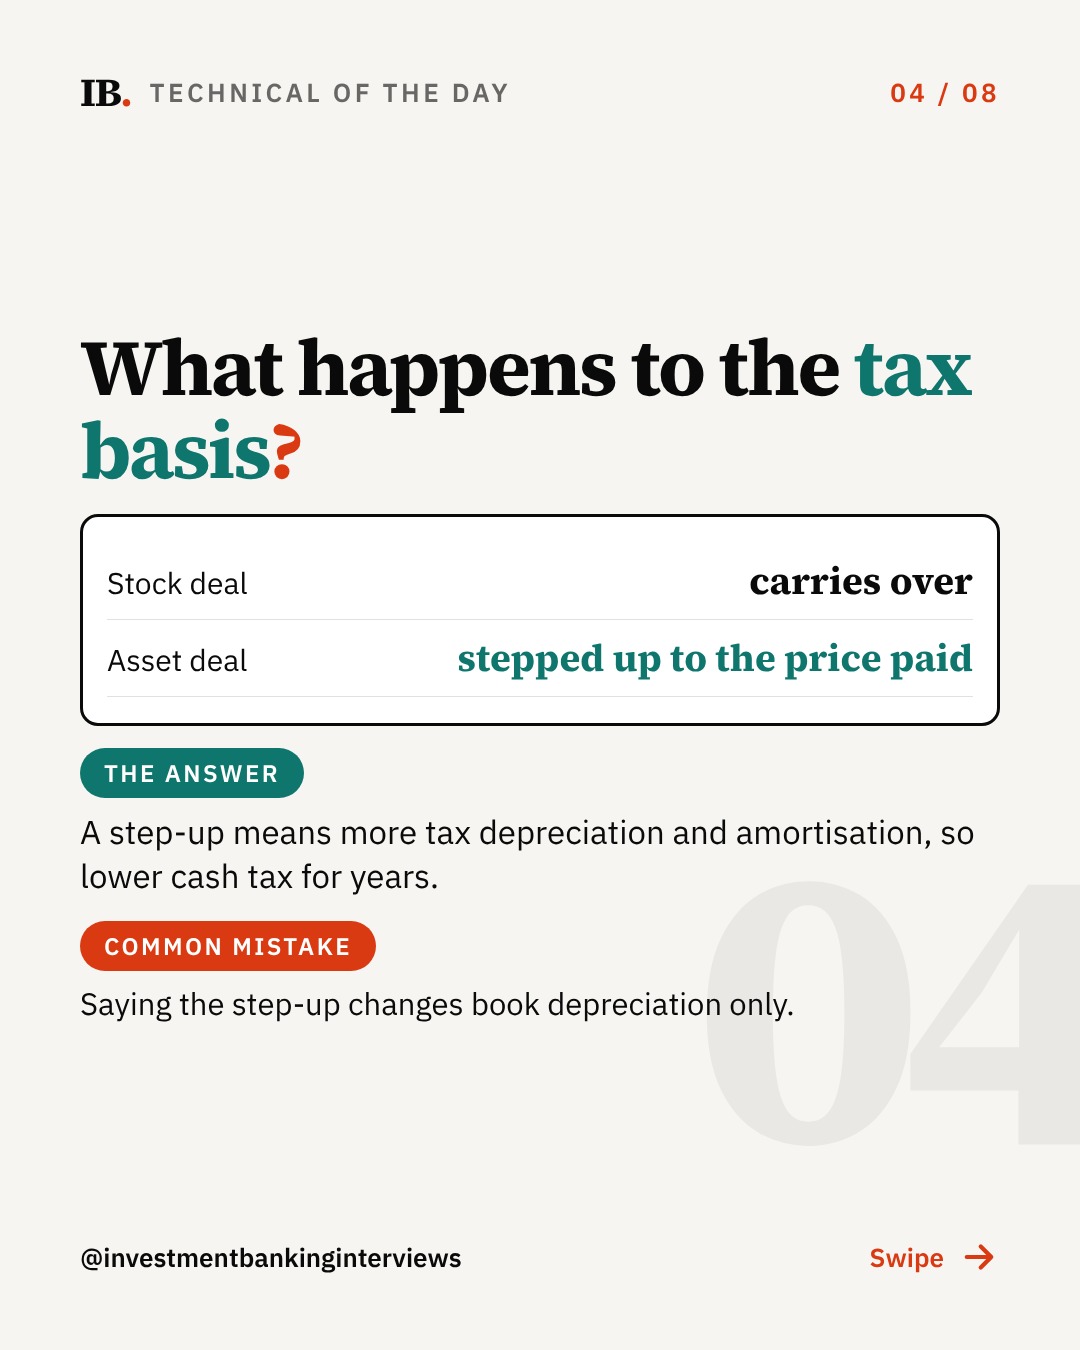 IB. TECHNICAL OF THE DAY
04 / 08
What happens to the tax
basis?
Stock deal carries over
Asset deal stepped up to the price paid
THE ANSWER
A step-up means more tax depreciation and amortisation, so
lower cash tax for years.
COMMON MISTAKE
Saying the step-up changes book depreciation only.
04
@investmentbankinginterviews
Swipe →